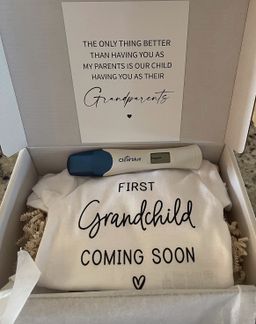 THE ONLY THING BETTER
THAN HAVING YOU AS
MY PARENTS IS OUR CHILD
HAVING YOU AS THEIR
Grandparents
FIRST
Grandchild
COMING SOON